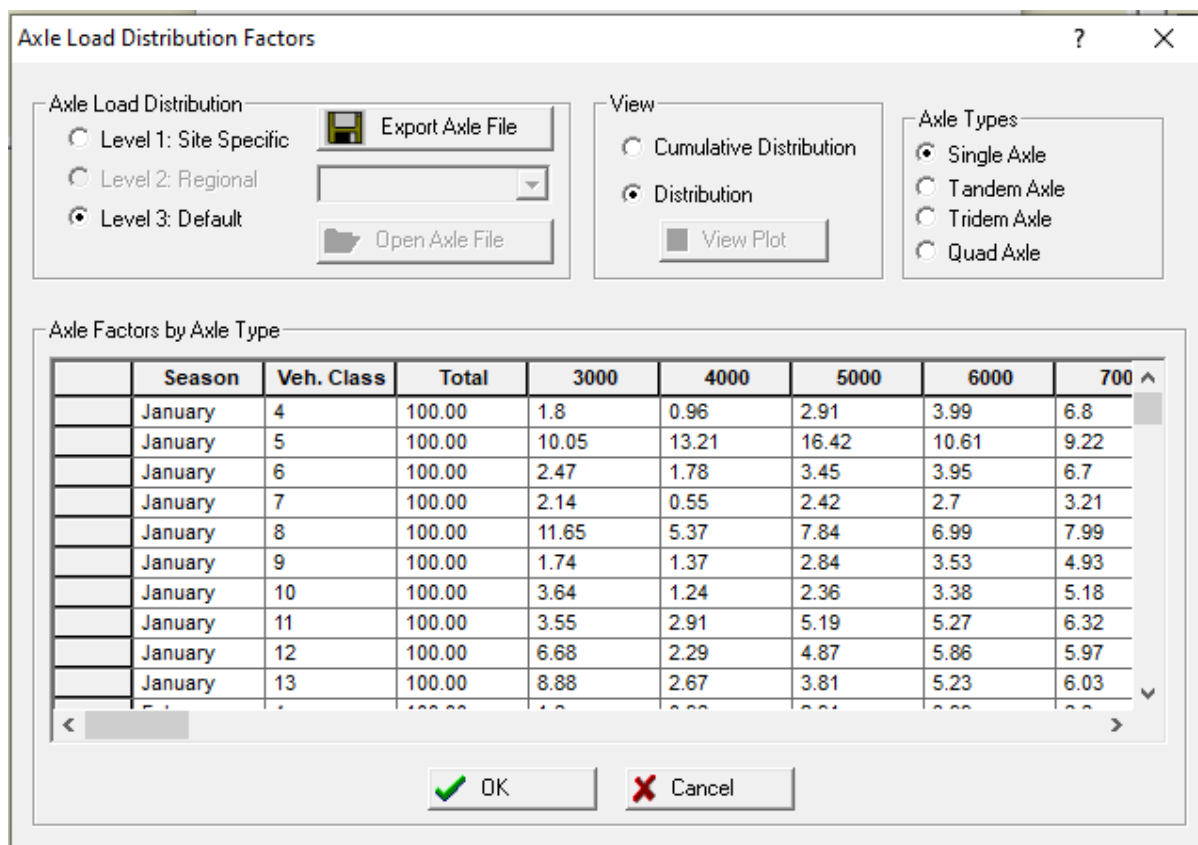 Axle Load Distribution Factors ? X
Axle Load Distribution
Level 1: Site Specific
Export Axle File
Level 2: Regional
Level 3: Default
Open Axle File
View
Cumulative Distribution
Distribution
View Plot
Axle Types
Single Axle
Tandem Axle
Tridem Axle
Quad Axle
Axle Factors by Axle Type
Season Veh. Class Total 3000 4000 5000 6000 700
January 4 100.00 1.8 0.96 2.91 3.99 6.8
January 5 100.00 10.05 13.21 16.42 10.61 9.22
January 6 100.00 2.47 1.78 3.45 3.95 6.7
January 7 100.00 2.14 0.55 2.42 2.7 3.21
January 8 100.00 11.65 5.37 7.84 6.99 7.99
January 9 100.00 1.74 1.37 2.84 3.53 4.93
January 10 100.00 3.64 1.24 2.36 3.38 5.18
January 11 100.00 3.55 2.91 5.19 5.27 6.32
January 12 100.00 6.68 2.29 4.87 5.86 5.97
January 13 100.00 8.88 2.67 3.81 5.23 6.03
OK Cancel